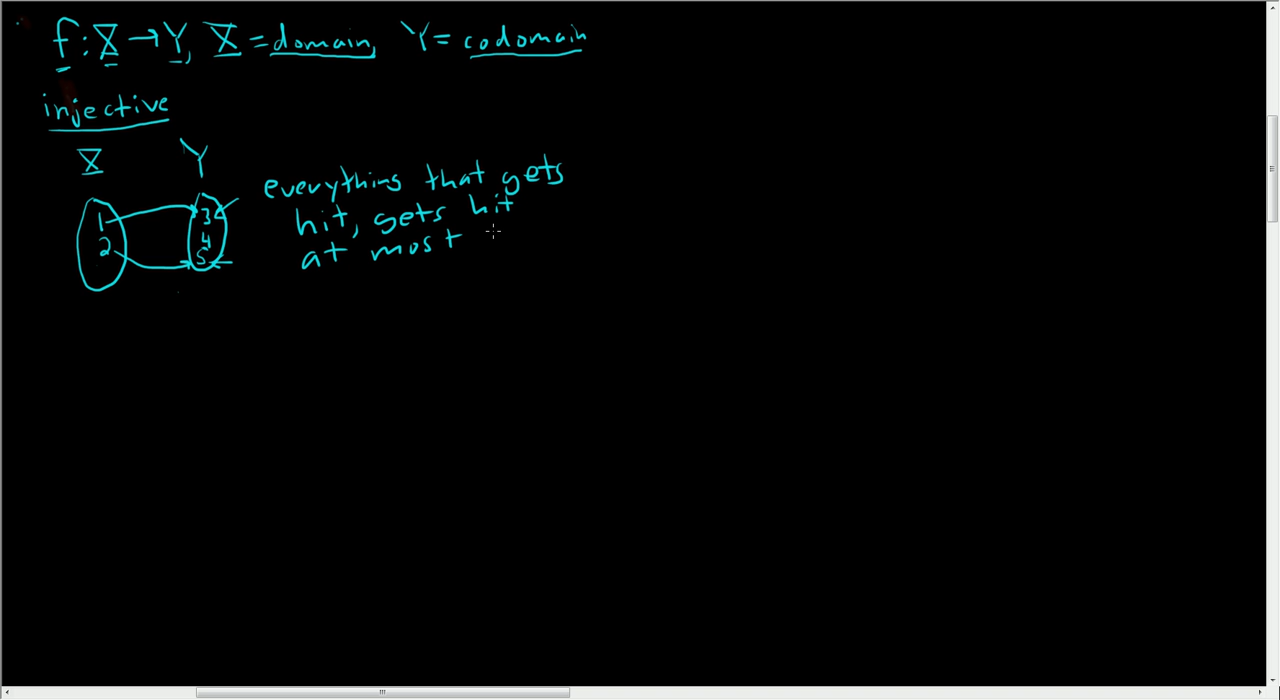 f: X → Y, X = domain, Y = codomain
injective
X Y
everything that gets
hit, gets hit
at most
1 3
2 4
5